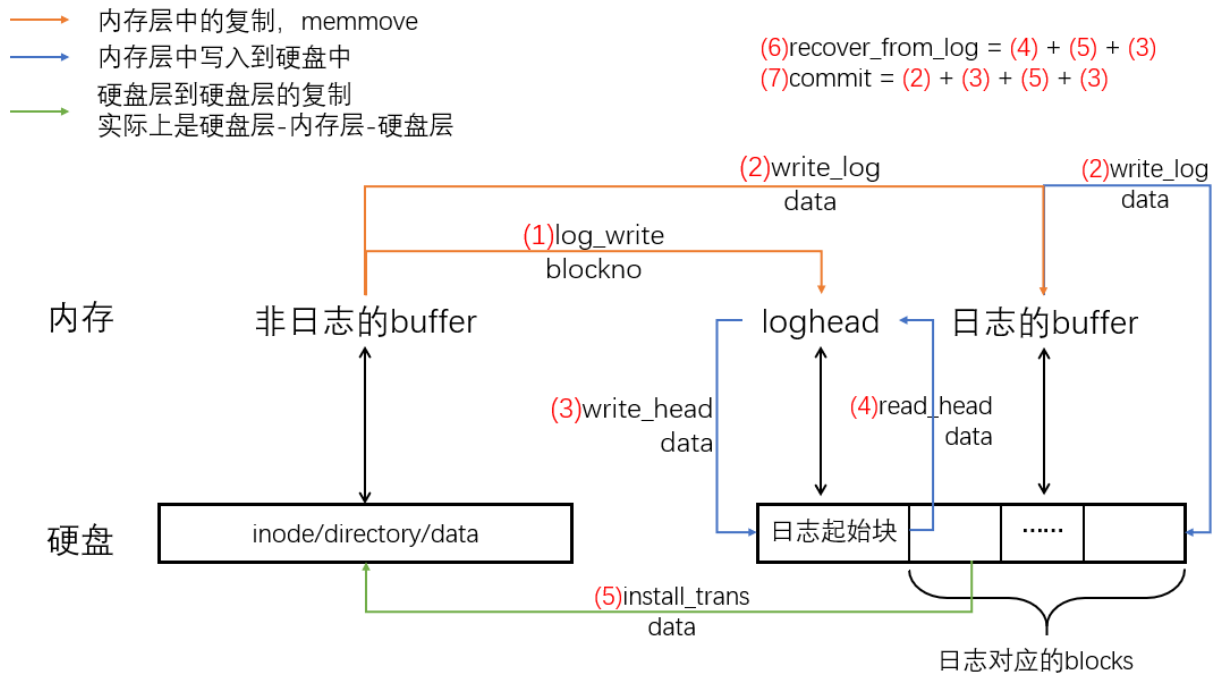 内存层中的复制，memmove
内存层中写入到硬盘中
硬盘层到硬盘层的复制
实际上是硬盘层-内存层-硬盘层
(6)recover_from_log = (4) + (5) + (3)
(7)commit = (2) + (3) + (5) + (3)
(2)write_log
data
(2)write_log
data
(1)log_write
blockno
内存
非日志的buffer
loghead
日志的buffer
(3)write_head
data
(4)read_head
data
硬盘
inode/directory/data
日志起始块
······
(5)install_trans
data
日志对应的blocks